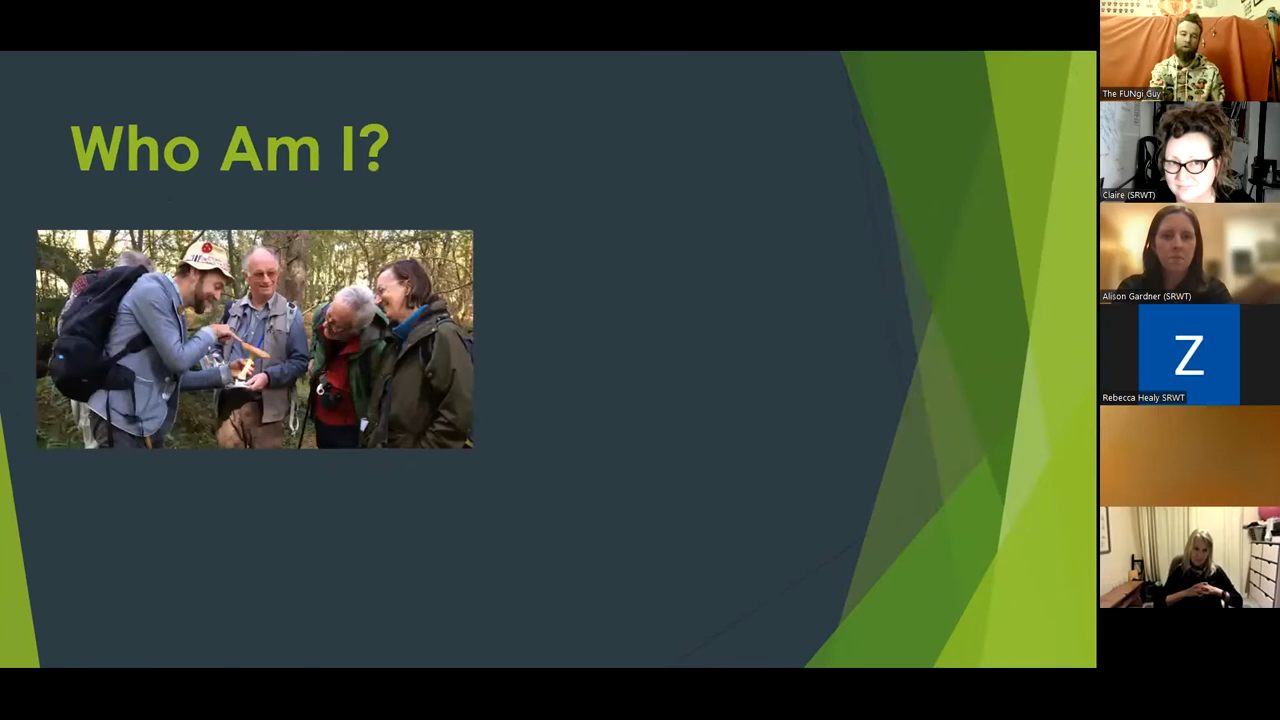 Who Am I?
The FUNgi Guy
Claire (SRWT)
Alison Gardner (SRWT)
Z
Rebecca Healy SRWT